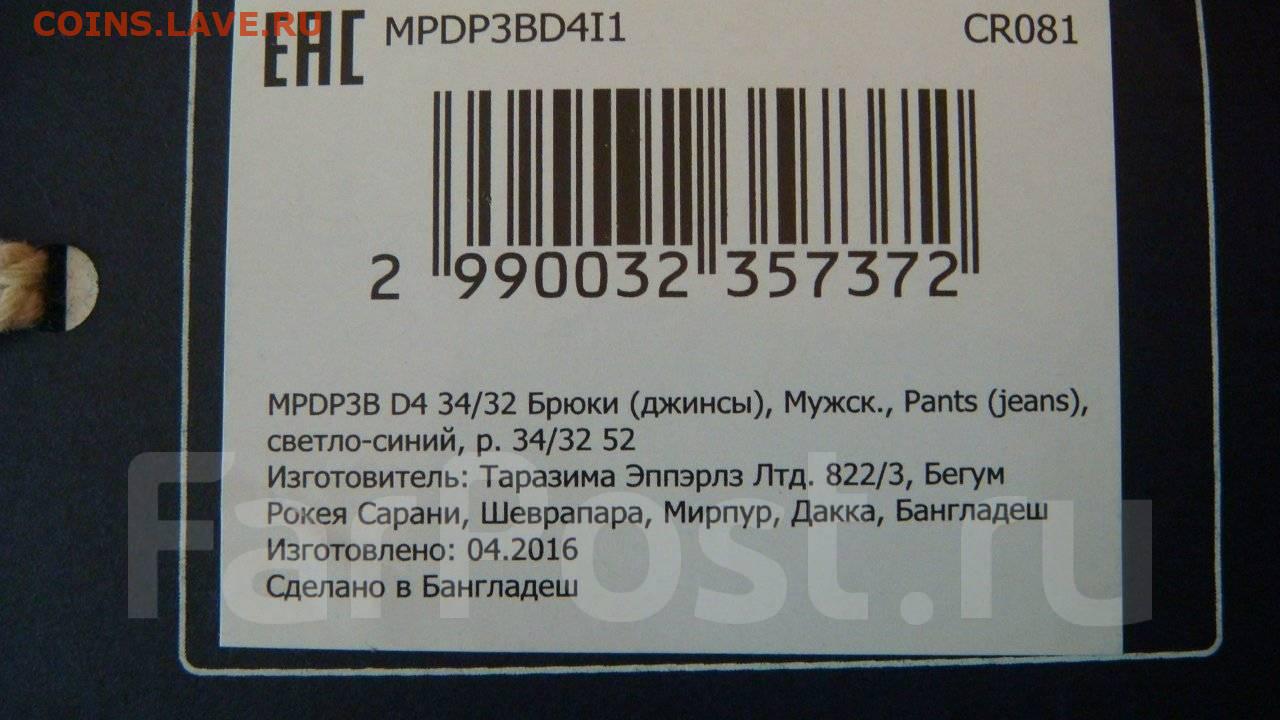 COINS.LAVE.RU
EAC MPDP3BD4I1 CR081
2 990032 357372
MPDP3B D4 34/32 Брюки (джинсы), Мужск., Pants (jeans),
светло-синий, р. 34/32 52
Изготовитель: Таразима Эппэрлз Лтд. 822/3, Бегум
Рокея Сарани, Шеврапара, Мирпур, Дакка, Бангладеш
Изготовлено: 04.2016
Сделано в Бангладеш
FarPost.ru